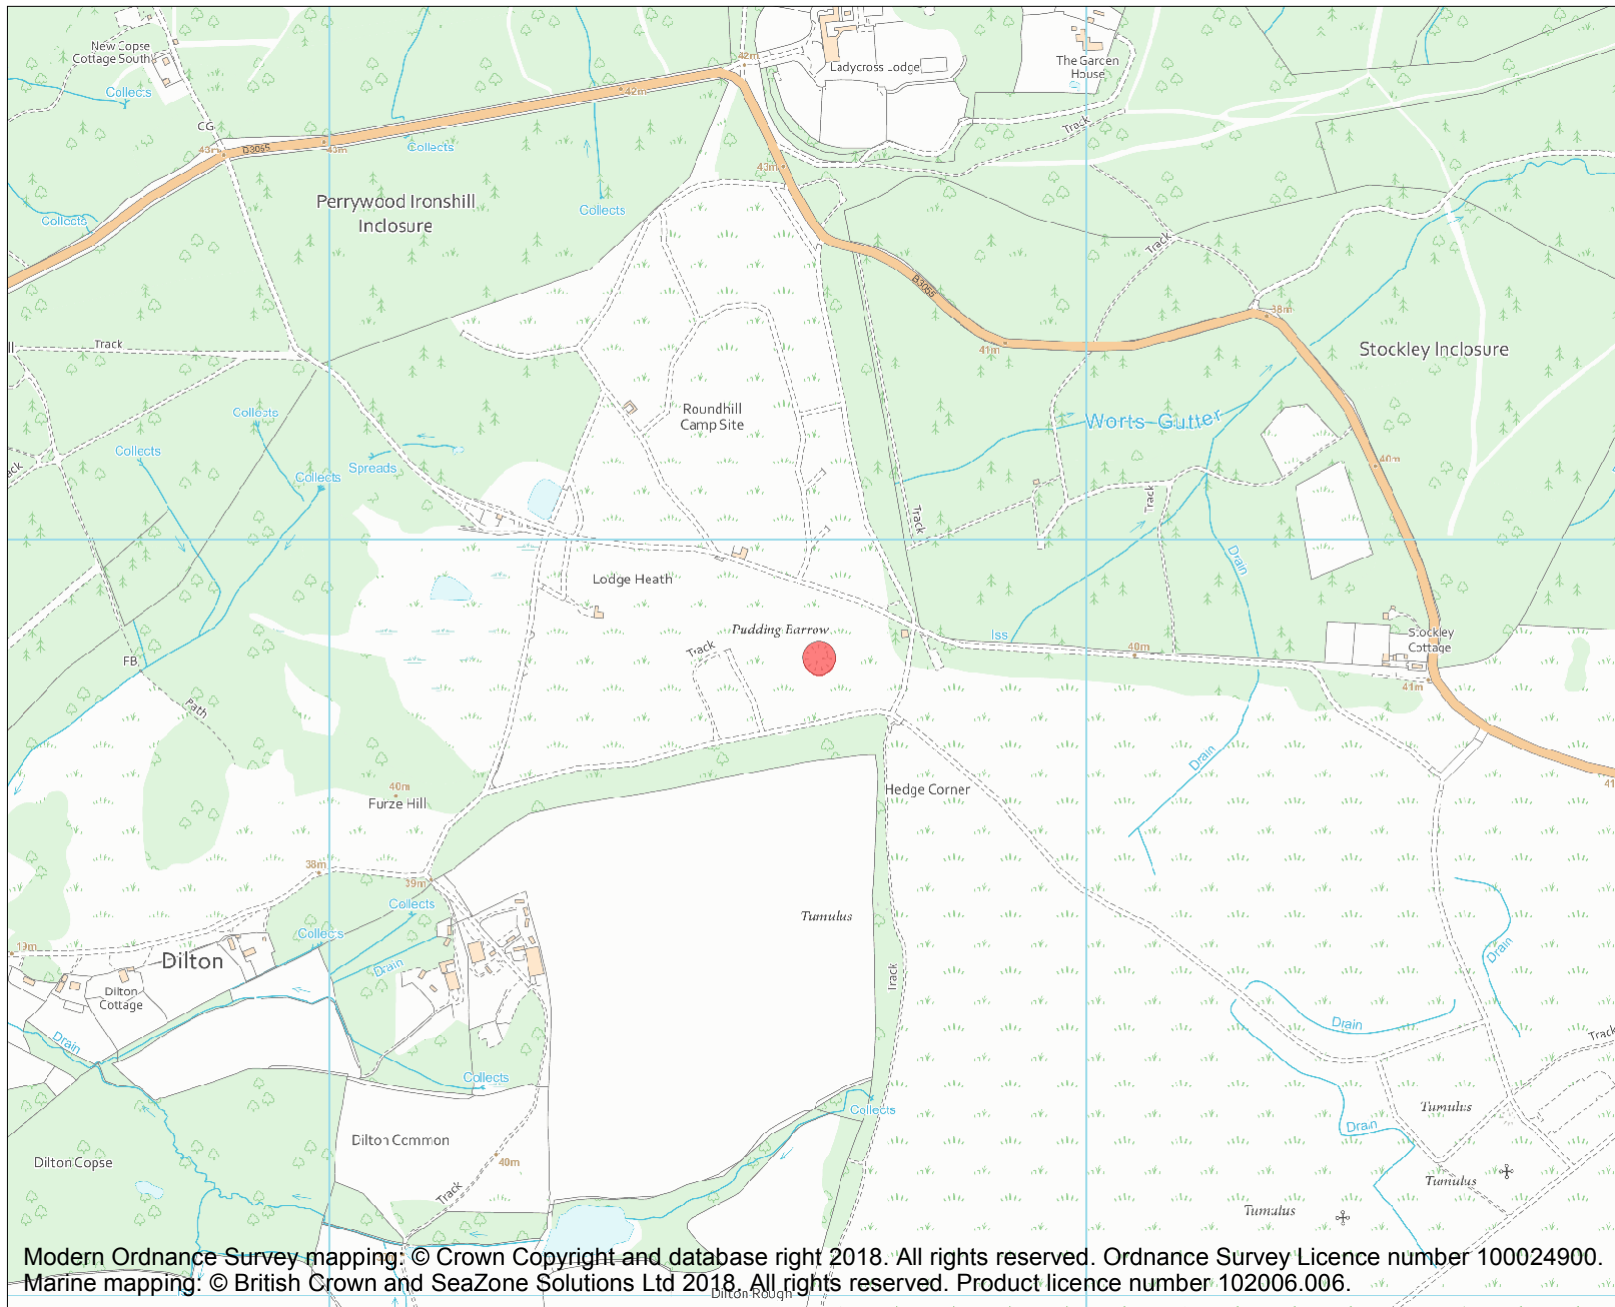 New Copse
Cottage South
Collects
CG
43m
B3055
43m
Collects
42m
42m
Ladycross Lodge
The Garden
House
Track
43m
Collects
Collects
Perrywood Ironshill
Inclosure
Track
B3055
38m
41m
Stockley Inclosure
Track
Collects
Collects
Collects
Spreads
Roundhill
Camp Site
Worts Gutter
40m
Track
Track
Drain
Lodge Heath
Pudding Barrow
Track
Iss
40m
Stockley
Cottage
41m
FB
Path
Drain
40m
Furze Hill
Hedge Corner
38m
39m
Collects
Collects
Tumulus
Drain
Track
Drain
Dilton
Dilton
Cottage
Drain
Drain
Track
Collects
Collects
Tumulus
Drain
Dilton Common
Dilton Copse
40m
Track
Tumulus
Tumulus
Modern Ordnance Survey mapping: © Crown Copyright and database right 2018. All rights reserved. Ordnance Survey Licence number 100024900.
Marine mapping: © British Crown and SeaZone Solutions Ltd 2018. All rights reserved. Product licence number 102006.006.
Dilton Rough